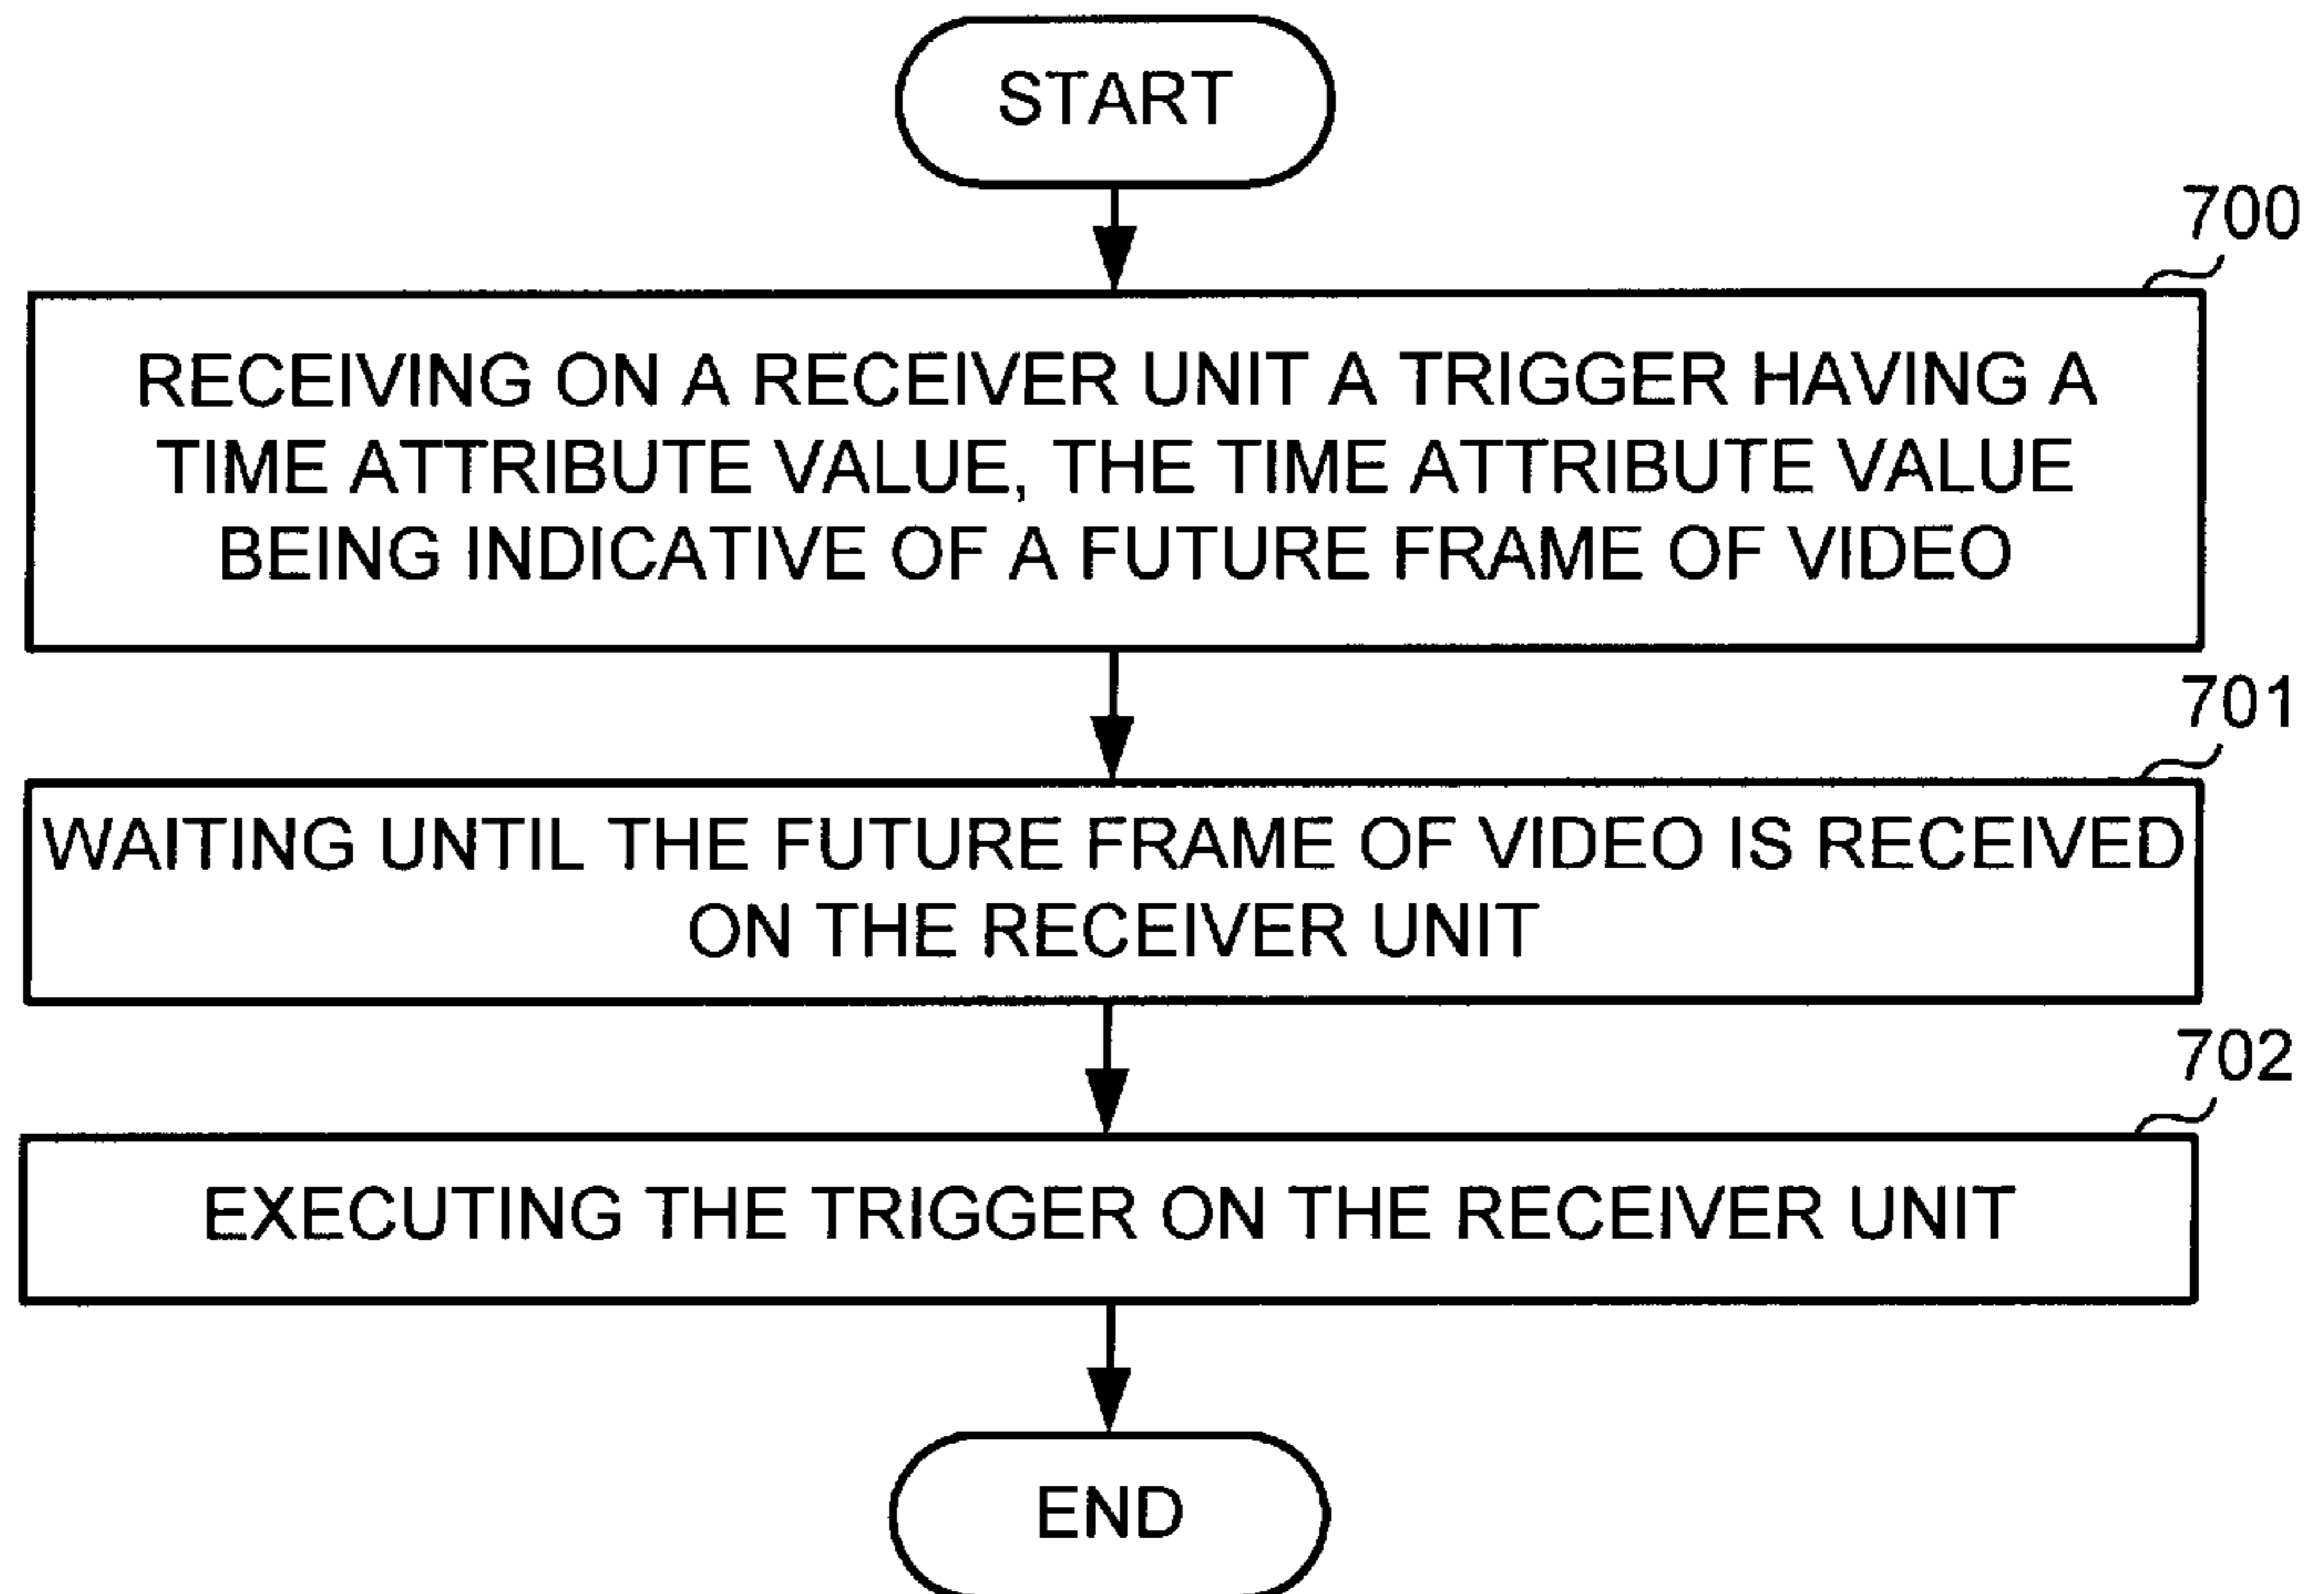 START
700
RECEIVING ON A RECEIVER UNIT A TRIGGER HAVING A
TIME ATTRIBUTE VALUE, THE TIME ATTRIBUTE VALUE
BEING INDICATIVE OF A FUTURE FRAME OF VIDEO
701
WAITING UNTIL THE FUTURE FRAME OF VIDEO IS RECEIVED
ON THE RECEIVER UNIT
702
EXECUTING THE TRIGGER ON THE RECEIVER UNIT
END